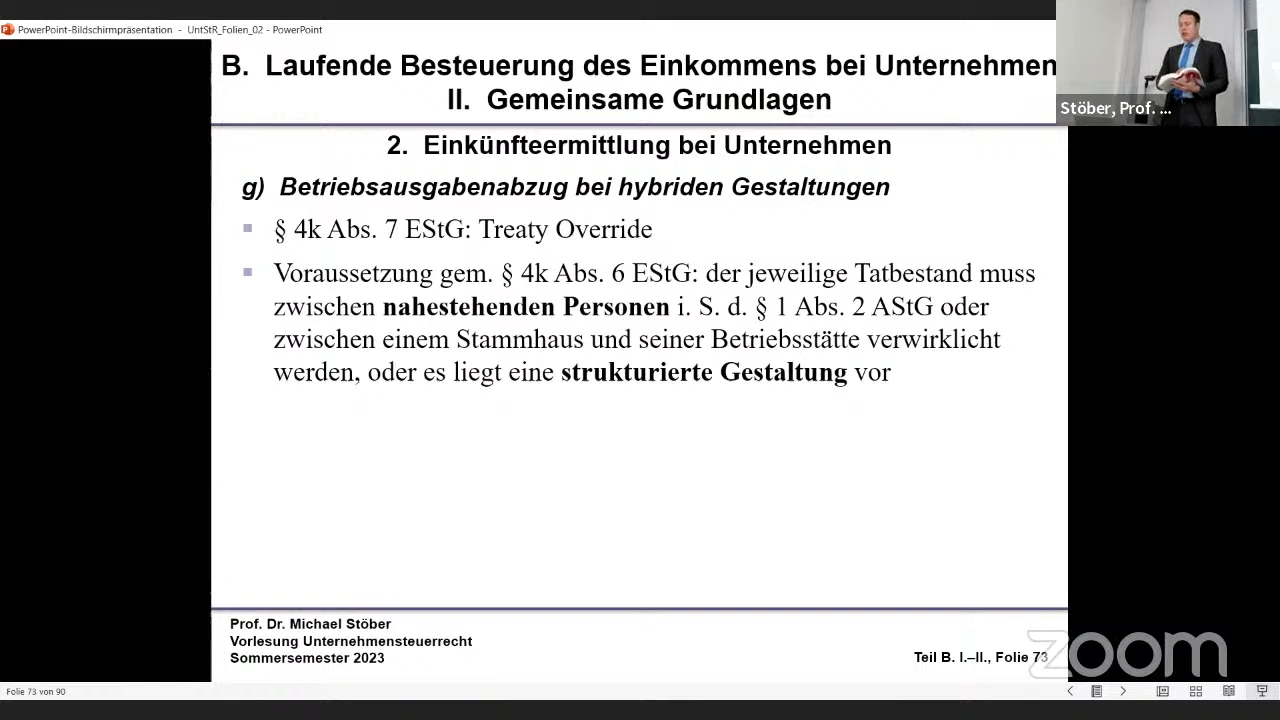 PowerPoint-Bildschirmpräsentation - UntStR_Folien_02 - PowerPoint
B. Laufende Besteuerung des Einkommens bei Unternehmen
II. Gemeinsame Grundlagen
Stöber, Prof. ...
2. Einkünfteermittlung bei Unternehmen
g) Betriebsausgabenabzug bei hybriden Gestaltungen
§ 4k Abs. 7 EStG: Treaty Override
Voraussetzung gem. § 4k Abs. 6 EStG: der jeweilige Tatbestand muss
zwischen nahestehenden Personen i. S. d. § 1 Abs. 2 AStG oder
zwischen einem Stammhaus und seiner Betriebsstätte verwirklicht
werden, oder es liegt eine strukturierte Gestaltung vor
Prof. Dr. Michael Stöber
Vorlesung Unternehmensteuerrecht
Sommersemester 2023
Teil B. I.–II., Folie 73
zoom
Folie 73 von 90